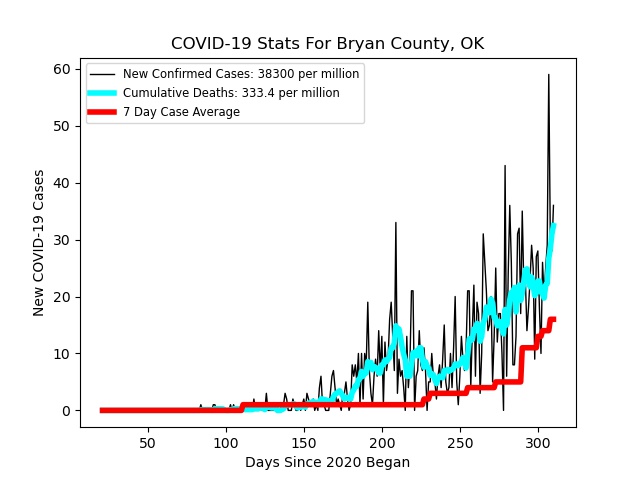 COVID-19 Stats For Bryan County, OK
New Confirmed Cases: 38300 per million
Cumulative Deaths: 333.4 per million
7 Day Case Average
New COVID-19 Cases
60
50
40
30
20
10
0
50 100 150 200 250 300
Days Since 2020 Began